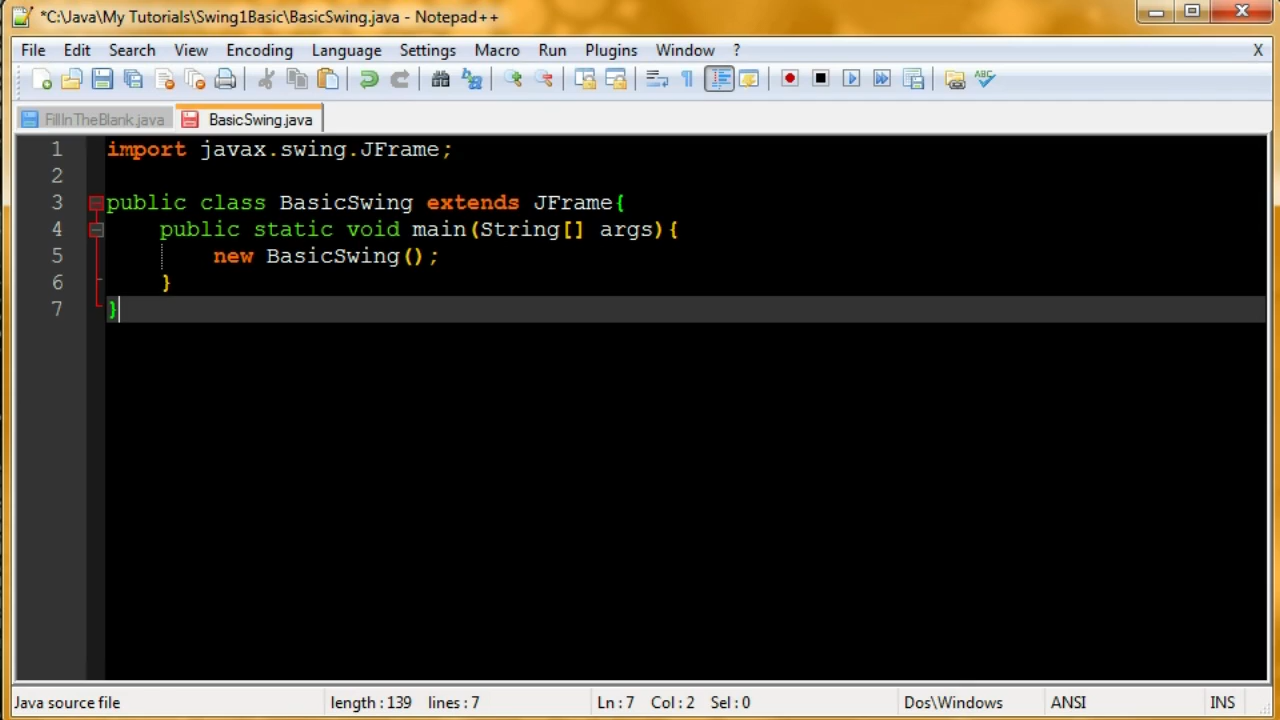 *C:\Java\My Tutorials\Swing1Basic\BasicSwing.java - Notepad++
File Edit Search View Encoding Language Settings Macro Run Plugins Window ? X
FillInTheBlank.java BasicSwing.java
1 import javax.swing.JFrame;
2
3 public class BasicSwing extends JFrame{
4 public static void main(String[] args){
5 new BasicSwing();
6 }
7 }
Java source file length : 139 lines : 7 Ln : 7 Col : 2 Sel : 0 Dos\Windows ANSI INS